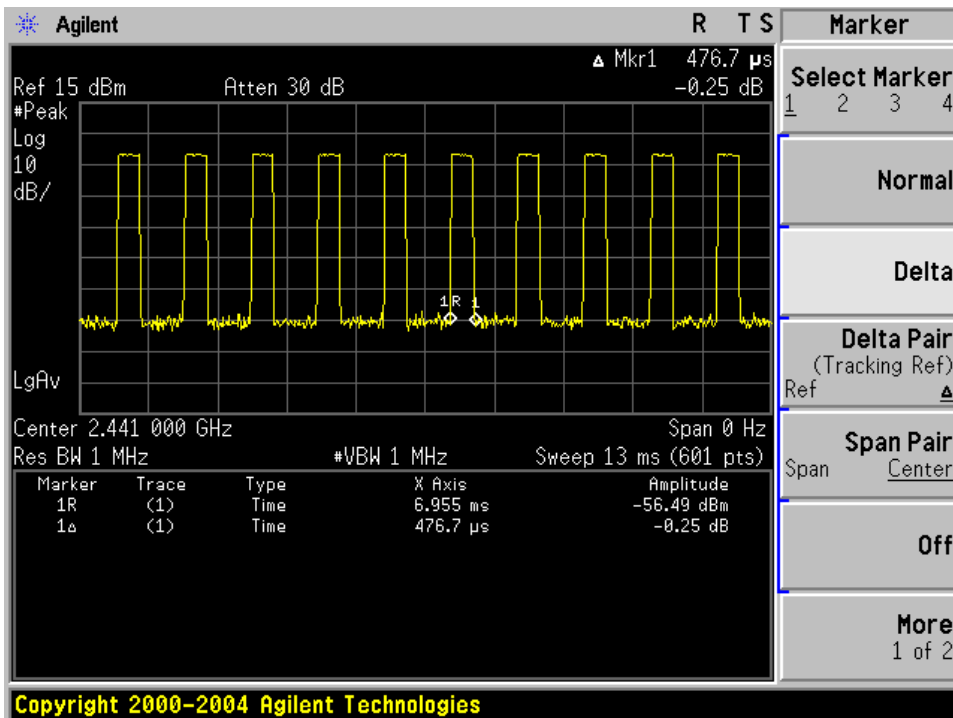 Agilent R T S
Marker
Δ Mkr1 476.7 µs
Ref 15 dBm Atten 30 dB -0.25 dB
#Peak
Log
10
dB/
1R 1
LgAv
Center 2.441 000 GHz Span 0 Hz
Res BW 1 MHz #VBW 1 MHz Sweep 13 ms (601 pts)
Marker Trace Type X Axis Amplitude
1R (1) Time 6.955 ms -56.49 dBm
1Δ (1) Time 476.7 µs -0.25 dB
Select Marker
1 2 3 4
Normal
Delta
Delta Pair
(Tracking Ref)
Ref Δ
Span Pair
Span Center
Off
More
1 of 2
Copyright 2000-2004 Agilent Technologies